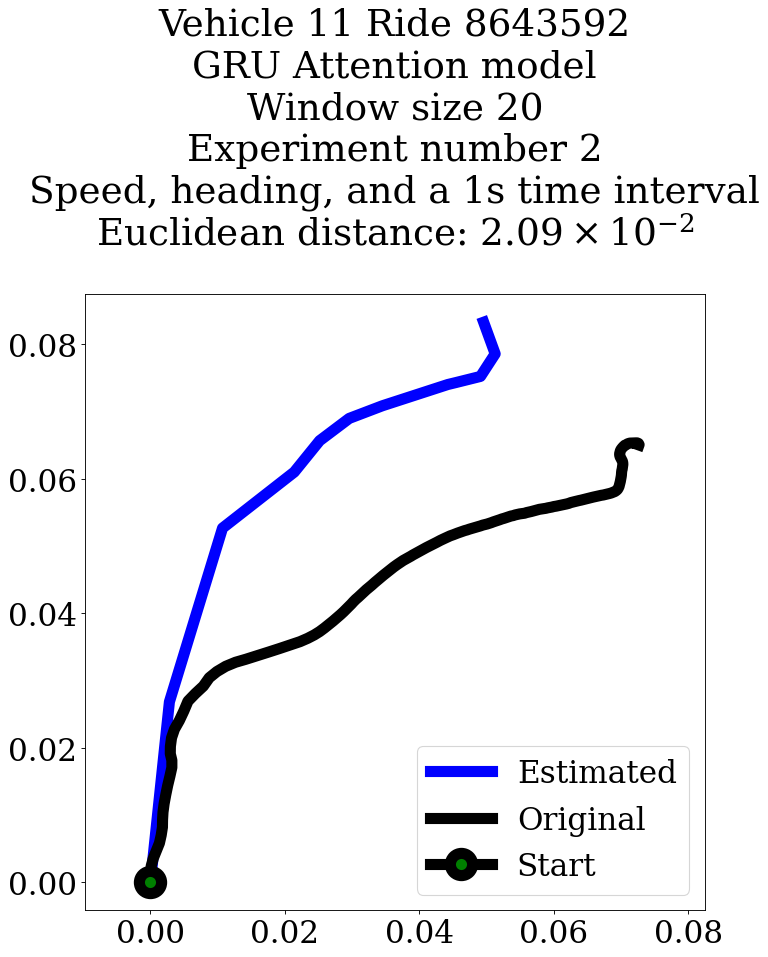 Vehicle 11 Ride 8643592
GRU Attention model
Window size 20
Experiment number 2
Speed, heading, and a 1s time interval
Euclidean distance: 2.09 × 10⁻²
0.08
0.06
0.04
0.02
0.00
Estimated
Original
Start
0.00 0.02 0.04 0.06 0.08